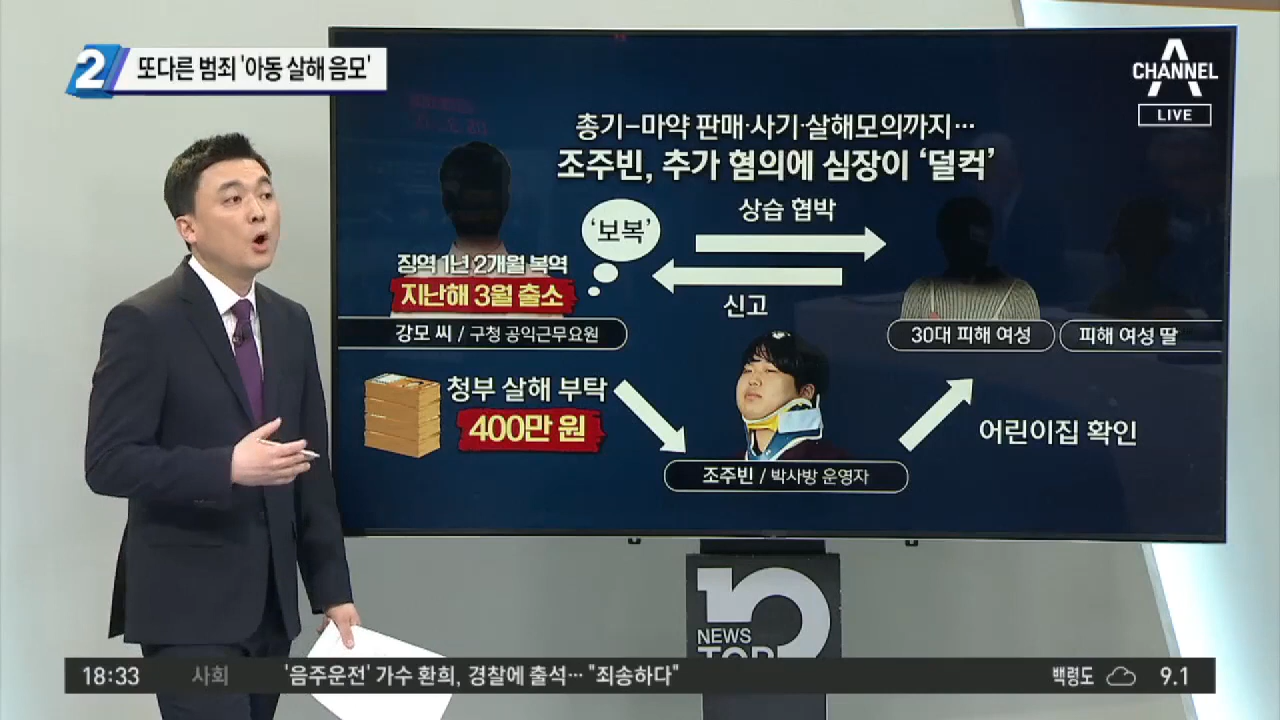 2 또다른 범죄 '아동 살해 음모'
CHANNEL A
LIVE
총기-마약 판매·사기·살해모의까지…
조주빈, 추가 혐의에 심장이 '덜컥'
'보복'
상습 협박
신고
징역 1년 2개월 복역
지난해 3월 출소
강모 씨 / 구청 공익근무요원
30대 피해 여성
피해 여성 딸
청부 살해 부탁
400만 원
어린이집 확인
조주빈 / 박사방 운영자
NEWS
TOP
10
18:33 사회 '음주운전' 가수 환희, 경찰에 출석… "죄송하다" 백령도 9.1